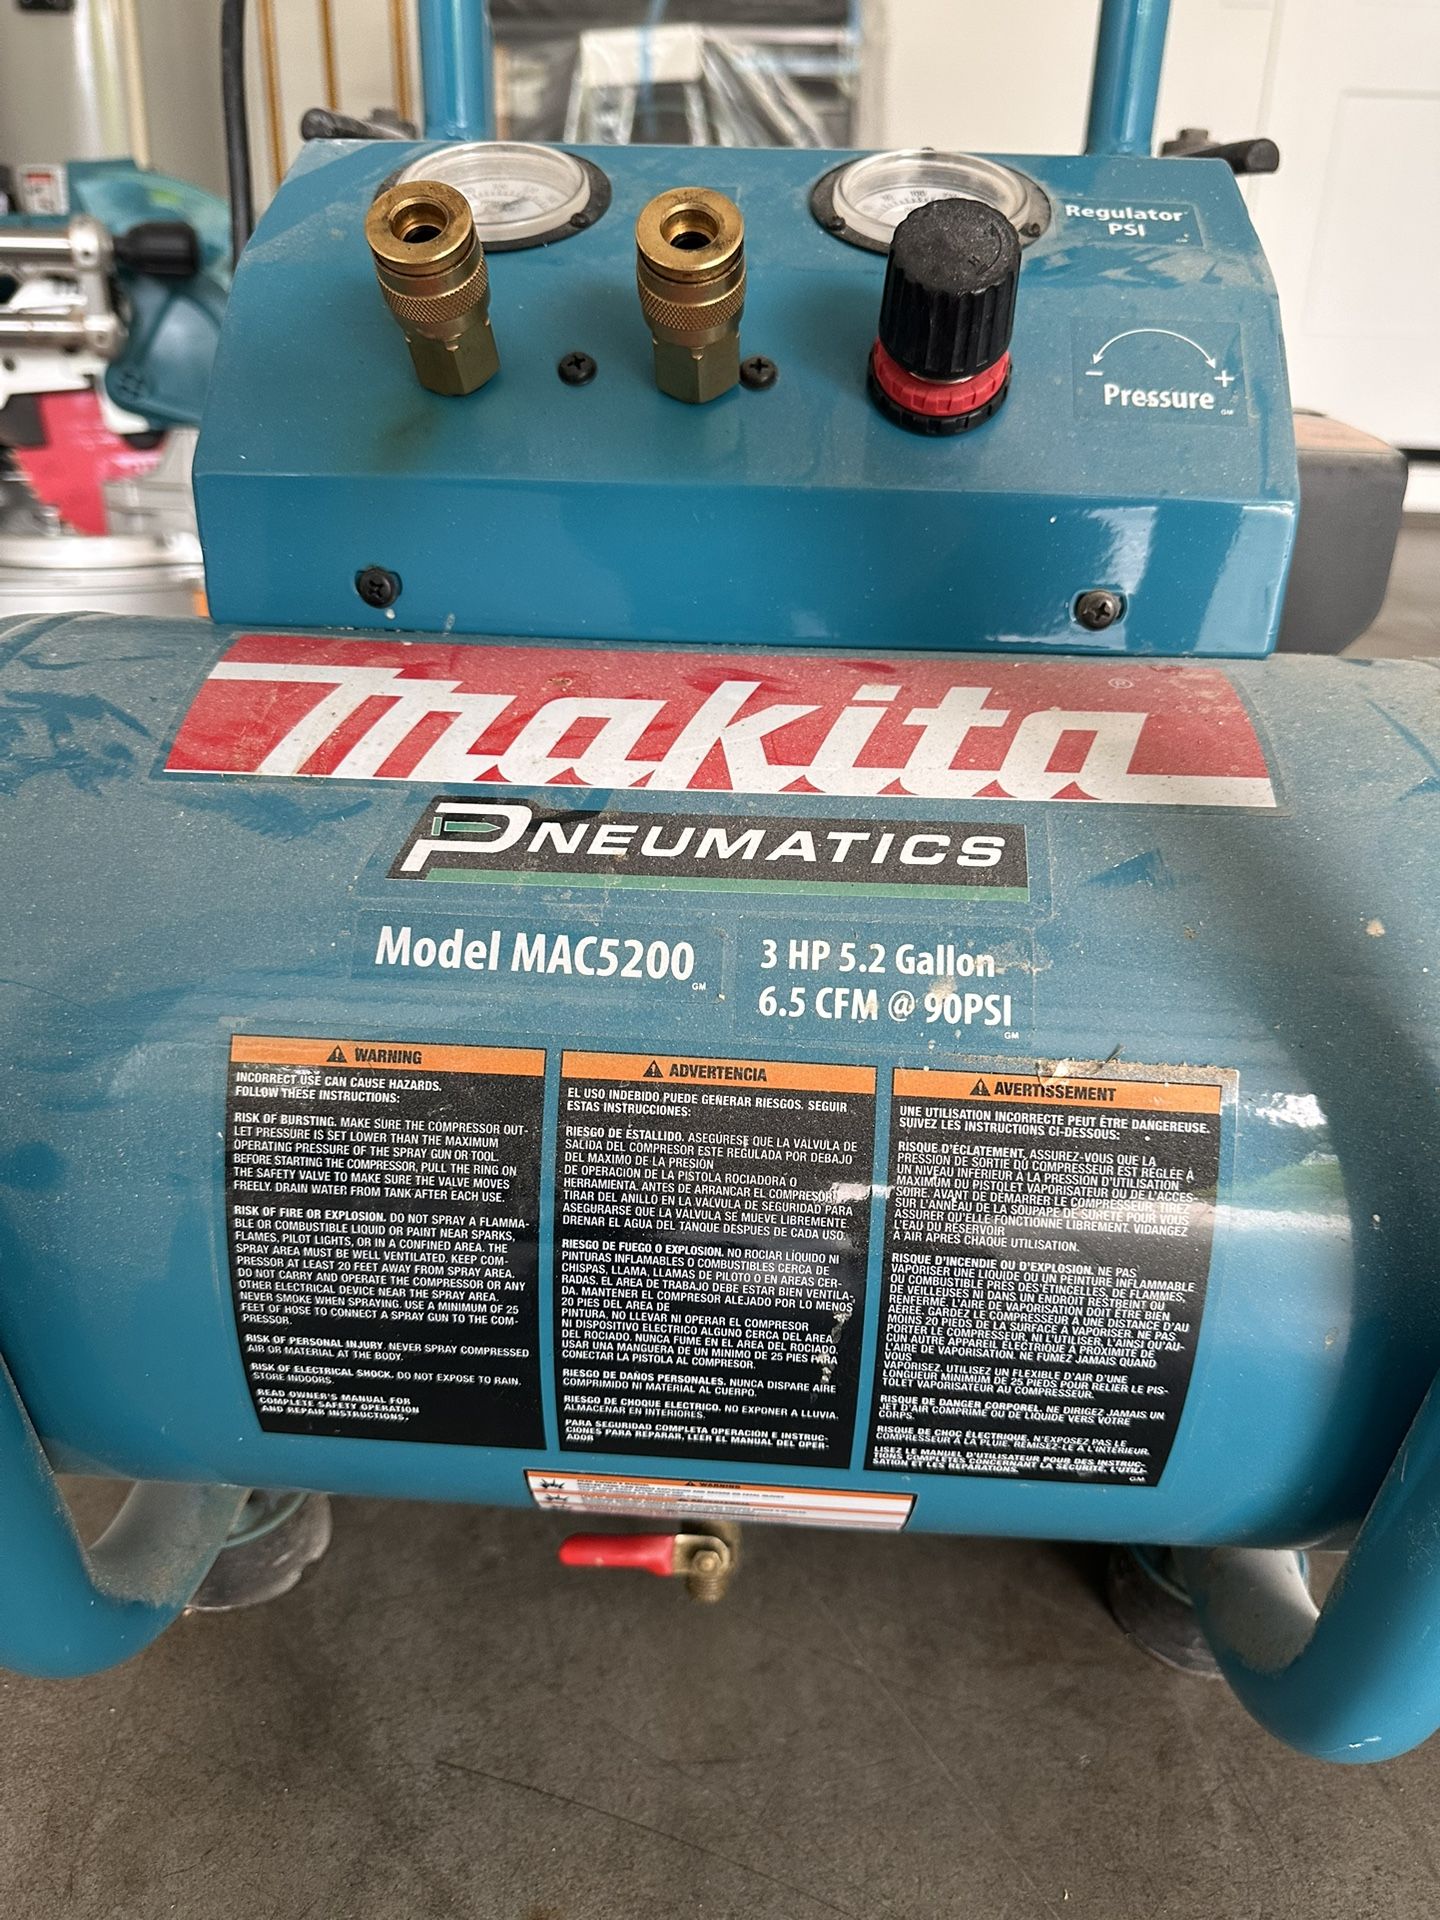 Regulator
PSI
- +
Pressure
GM
makita®
PNEUMATICS
Model MAC5200
GM
3 HP 5.2 Gallon
6.5 CFM @ 90PSI
GM
⚠ WARNING
INCORRECT USE CAN CAUSE HAZARDS.
FOLLOW THESE INSTRUCTIONS:
RISK OF BURSTING. MAKE SURE THE COMPRESSOR OUT-
LET PRESSURE IS SET LOWER THAN THE MAXIMUM
OPERATING PRESSURE OF THE SPRAY GUN OR TOOL.
BEFORE STARTING THE COMPRESSOR, PULL THE RING ON
THE SAFETY VALVE TO MAKE SURE THE VALVE MOVES
FREELY. DRAIN WATER FROM TANK AFTER EACH USE.
RISK OF FIRE OR EXPLOSION. DO NOT SPRAY A FLAMMA-
BLE OR COMBUSTIBLE LIQUID OR PAINT NEAR SPARKS,
FLAMES, PILOT LIGHTS, OR IN A CONFINED AREA. THE
SPRAY AREA MUST BE WELL VENTILATED. KEEP COM-
PRESSOR AT LEAST 20 FEET AWAY FROM SPRAY AREA.
DO NOT CARRY AND OPERATE THE COMPRESSOR OR ANY
OTHER ELECTRICAL DEVICE NEAR THE SPRAY AREA.
NEVER SMOKE WHEN SPRAYING. USE A MINIMUM OF 25
FEET OF HOSE TO CONNECT A SPRAY GUN TO THE COM-
PRESSOR.
RISK OF PERSONAL INJURY. NEVER SPRAY COMPRESSED
AIR OR MATERIAL AT THE BODY.
RISK OF ELECTRICAL SHOCK. DO NOT EXPOSE TO RAIN.
STORE INDOORS.
READ OWNER'S MANUAL FOR
COMPLETE SAFETY OPERATION
AND REPAIR INSTRUCTIONS.
⚠ ADVERTENCIA
EL USO INDEBIDO PUEDE GENERAR RIESGOS. SEGUIR
ESTAS INSTRUCCIONES:
RIESGO DE ESTALLIDO. ASEGÚRESE QUE LA VALVULA DE
SALIDA DEL COMPRESOR ESTE REGULADA POR DEBAJO
DEL MAXIMO DE LA PRESIÓN
DE OPERACIÓN DE LA PISTOLA ROCIADORA O
HERRAMIENTA. ANTES DE ARRANCAR EL COMPRESOR
TIRAR DEL ANILLO EN LA VALVULA DE SEGURIDAD PARA
ASEGURARSE QUE LA VALVULA SE MUEVE LIBREMENTE.
DRENAR EL AGUA DEL TANQUE DESPUES DE CADA USO.
RIESGO DE FUEGO O EXPLOSION. NO ROCIAR LÍQUIDO NI
PINTURAS INFLAMABLES O COMBUSTIBLES CERCA DE
CHISPAS, LLAMA, LLAMAS DE PILOTO O EN AREAS CER-
RADAS. EL AREA DE TRABAJO DEBE ESTAR BIEN VENTILA-
DA. MANTENER EL COMPRESOR ALEJADO POR LO MENOS
20 PIES DEL AREA DE
PINTURA. NO LLEVAR NI OPERAR EL COMPRESOR
NI DISPOSITIVO ELECTRICO ALGUNO CERCA DEL AREA
DEL ROCIADO. NUNCA FUME EN EL AREA DEL ROCIADO.
USAR UNA MANGUERA DE UN MINIMO DE 25 PIES PARA
CONECTAR LA PISTOLA AL COMPRESOR.
RIESGO DE DAÑOS PERSONALES. NUNCA DISPARE AIRE
COMPRIMIDO NI MATERIAL AL CUERPO.
RIESGO DE CHOQUE ELECTRICO. NO EXPONER A LLUVIA.
ALMACENAR EN INTERIORES.
PARA SEGURIDAD COMPLETA OPERACIÓN E INSTRUC-
CIONES PARA REPARAR, LEER EL MANUAL DEL OPER-
ADOR
⚠ AVERTISSEMENT
UNE UTILISATION INCORRECTE PEUT ÊTRE DANGEREUSE.
SUIVEZ LES INSTRUCTIONS CI-DESSOUS:
RISQUE D'ÉCLATEMENT. ASSUREZ-VOUS QUE LA
PRESSION DE SORTIE DU COMPRESSEUR EST RÉGLÉE À
UN NIVEAU INFÉRIEUR À LA PRESSION D'UTILISATION
MAXIMUM DU PISTOLET VAPORISATEUR OU DE L'ACCES-
SOIRE. AVANT DE DÉMARRER LE COMPRESSEUR, TIREZ
SUR L'ANNEAU DE LA SOUPAPE DE SÛRETÉ POUR VOUS
ASSURER QU'ELLE FONCTIONNE LIBREMENT. VIDANGEZ
L'EAU DU RESERVOIR
À AIR APRES CHAQUE UTILISATION.
RISQUE D'INCENDIE OU D'EXPLOSION. NE PAS
VAPORISER UNE LIQUIDE OU UN PEINTURE INFLAMMABLE
OU COMBUSTIBLE PRÈS D'ÉTINCELLES, DE FLAMMES,
DE VEILLEUSES NI DANS UN ENDROIT RESTREINT OU
RENFERMÉ. L'AIRE DE VAPORISATION DOIT ÊTRE BIEN
AÉRÉE. GARDEZ LE COMPRESSEUR À UNE DISTANCE D'AU
MOINS 20 PIEDS DE LA SURFACE À VAPORISER. NE PAS
PORTER LE COMPRESSEUR, NI L'UTILISER, AINSI QU'AU-
CUN AUTRE APPAREIL ÉLECTRIQUE À PROXIMITÉ DE
L'AIRE DE VAPORISATION. NE FUMEZ JAMAIS QUAND
VOUS
VAPORISEZ. UTILISEZ UN FLEXIBLE D'AIR D'UNE
LONGUEUR MINIMUM DE 25 PIEDS POUR RELIER LE PIS-
TOLET VAPORISATEUR AU COMPRESSEUR.
RISQUE DE DANGER CORPOREL. NE DIRIGEZ JAMAIS UN
JET D'AIR COMPRIMÉ OU DE LIQUIDE VERS VOTRE
CORPS.
RISQUE DE CHOC ÉLECTRIQUE. N'EXPOSEZ PAS LE
COMPRESSEUR À LA PLUIE. REMISEZ-LE À L'INTÉRIEUR.
LISEZ LE MANUEL D'UTILISATEUR POUR DES INSTRUC-
TIONS COMPLÈTES CONCERNANT LA SÉCURITÉ, L'UTILI-
SATION ET LES RÉPARATIONS.
GM
⚠ WARNING